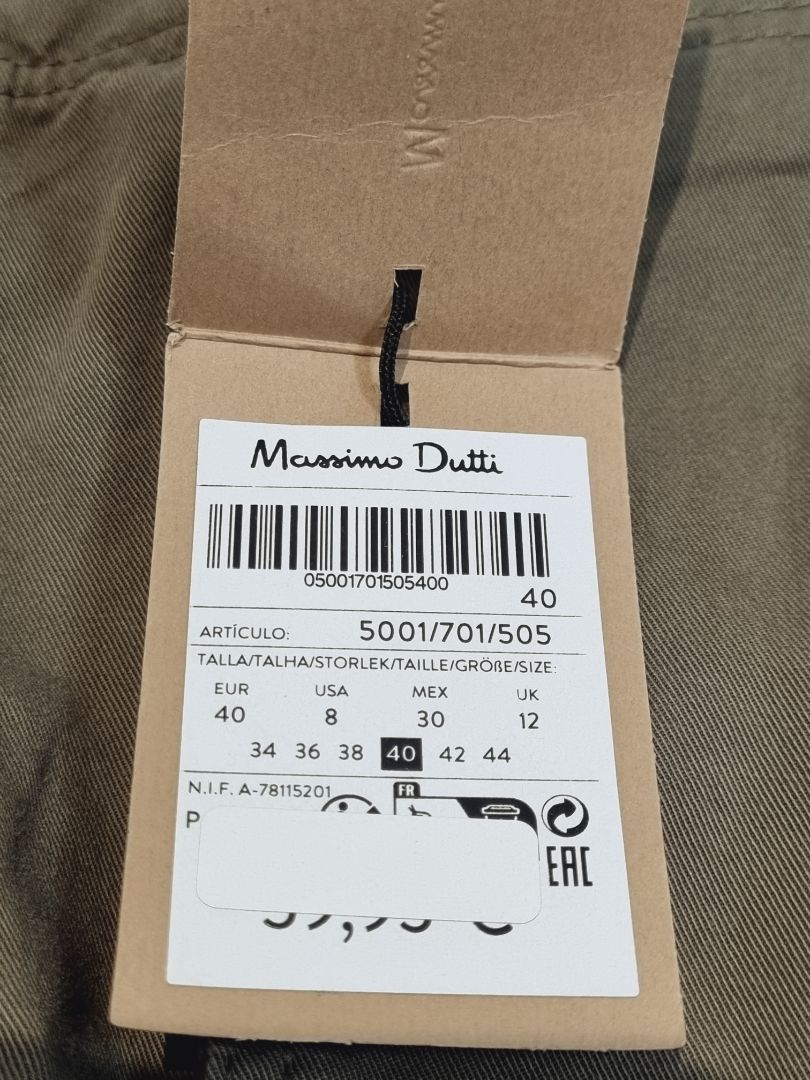 Massimo
Massimo Dutti
05001701505400
40
ARTÍCULO: 5001/701/505
TALLA/TALHA/STORLEK/TAILLE/GRÖßE/SIZE:
EUR USA MEX UK
40 8 30 12
34 36 38 40 42 44
N.I.F. A-78115201
FR
P
EAC
€